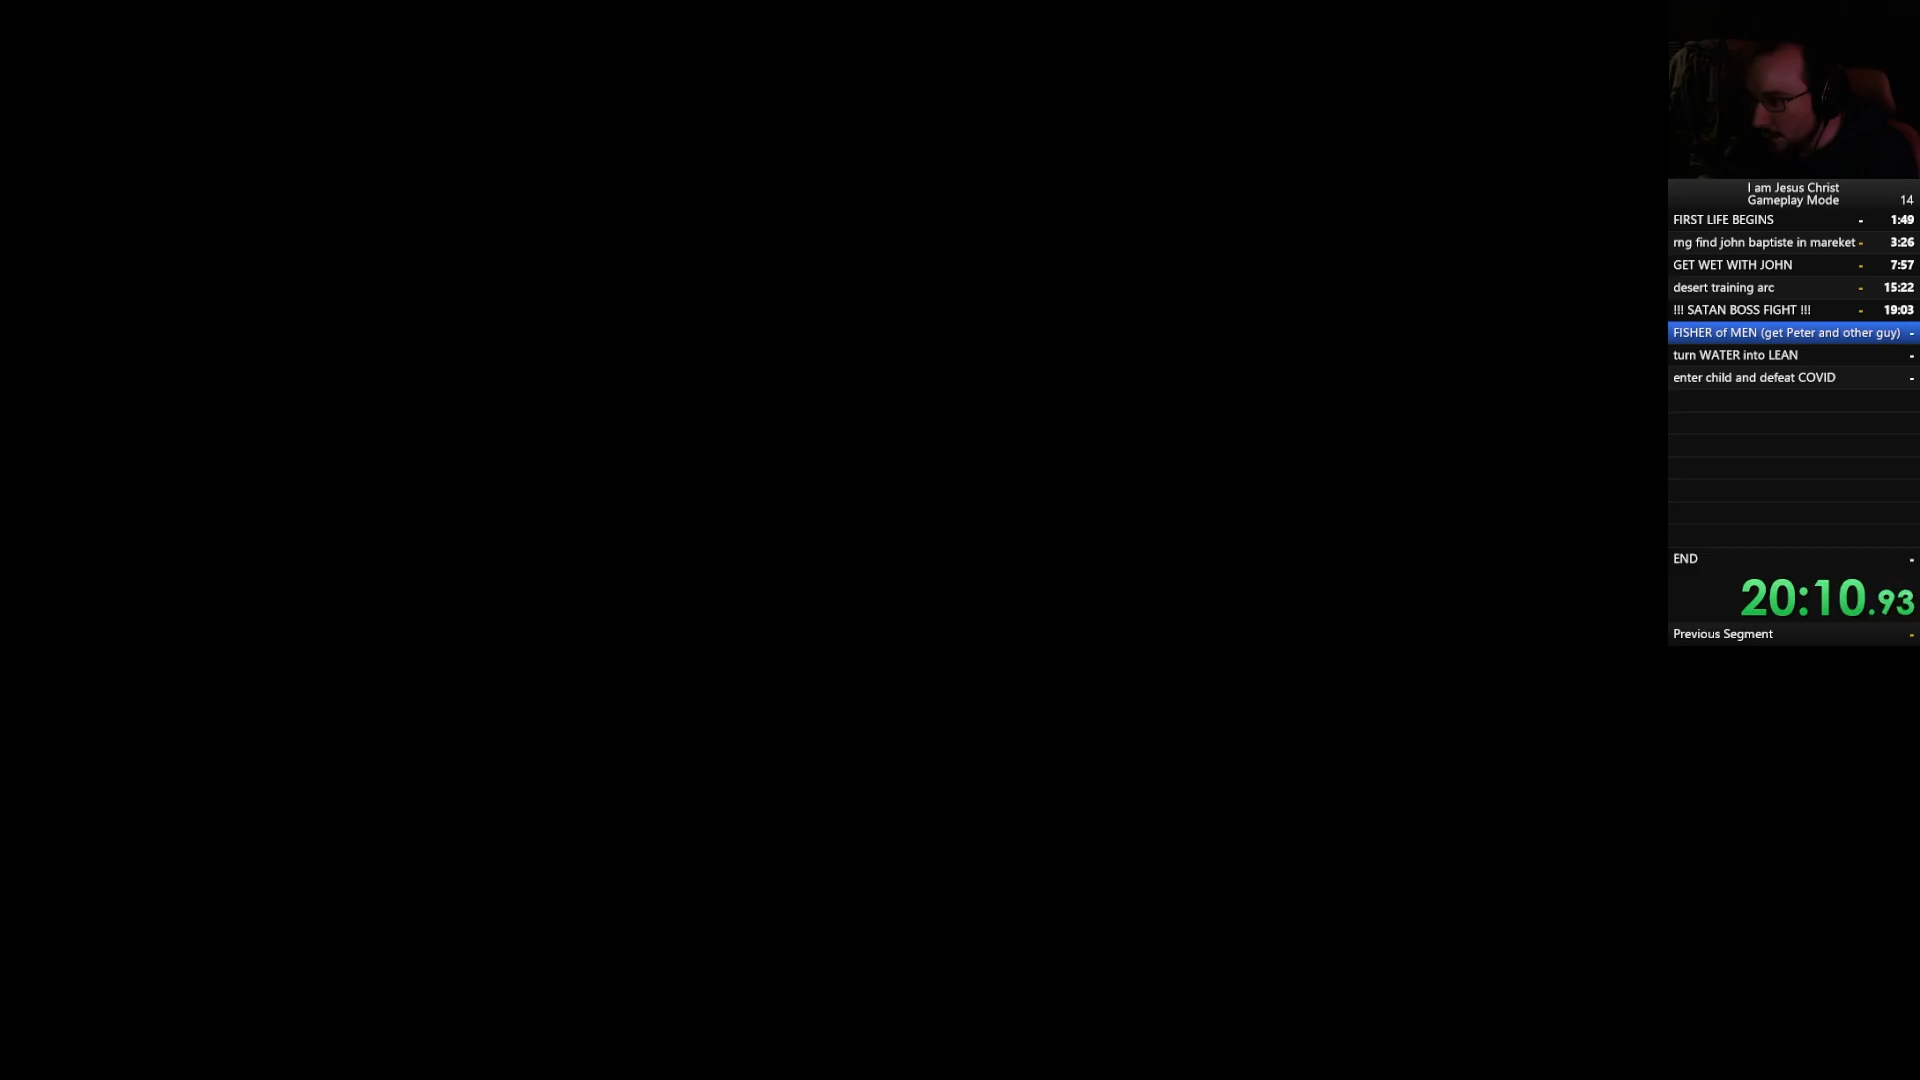 I am Jesus Christ
Gameplay Mode 14
FIRST LIFE BEGINS - 1:49
rng find john baptiste in mareket - 3:26
GET WET WITH JOHN - 7:57
desert training arc - 15:22
!!! SATAN BOSS FIGHT !!! - 19:03
FISHER of MEN (get Peter and other guy) -
turn WATER into LEAN -
enter child and defeat COVID -
END -
20:10.93
Previous Segment -